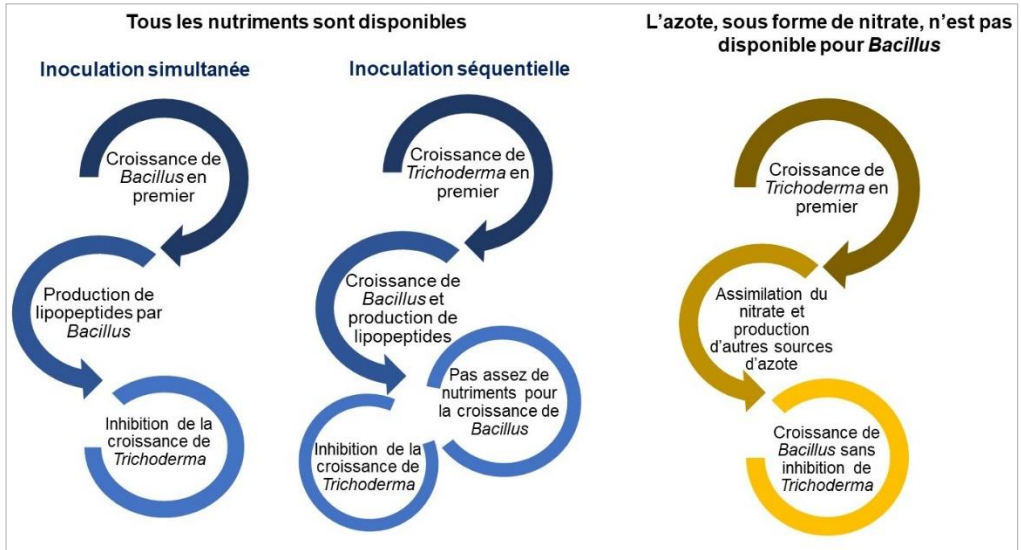 Tous les nutriments sont disponibles
Inoculation simultanée
Croissance de
Bacillus en
premier
Production de
lipopeptides par
Bacillus
Inhibition de la
croissance de
Trichoderma
Inoculation séquentielle
Croissance de
Trichoderma en
premier
Croissance de
Bacillus et
production de
lipopeptides
Pas assez de
nutriments pour
la croissance de
Bacillus
Inhibition de la
croissance de
Trichoderma
L'azote, sous forme de nitrate, n'est pas
disponible pour Bacillus
Croissance de
Trichoderma en
premier
Assimilation du
nitrate et
production
d'autres sources
d'azote
Croissance de
Bacillus sans
inhibition de
Trichoderma